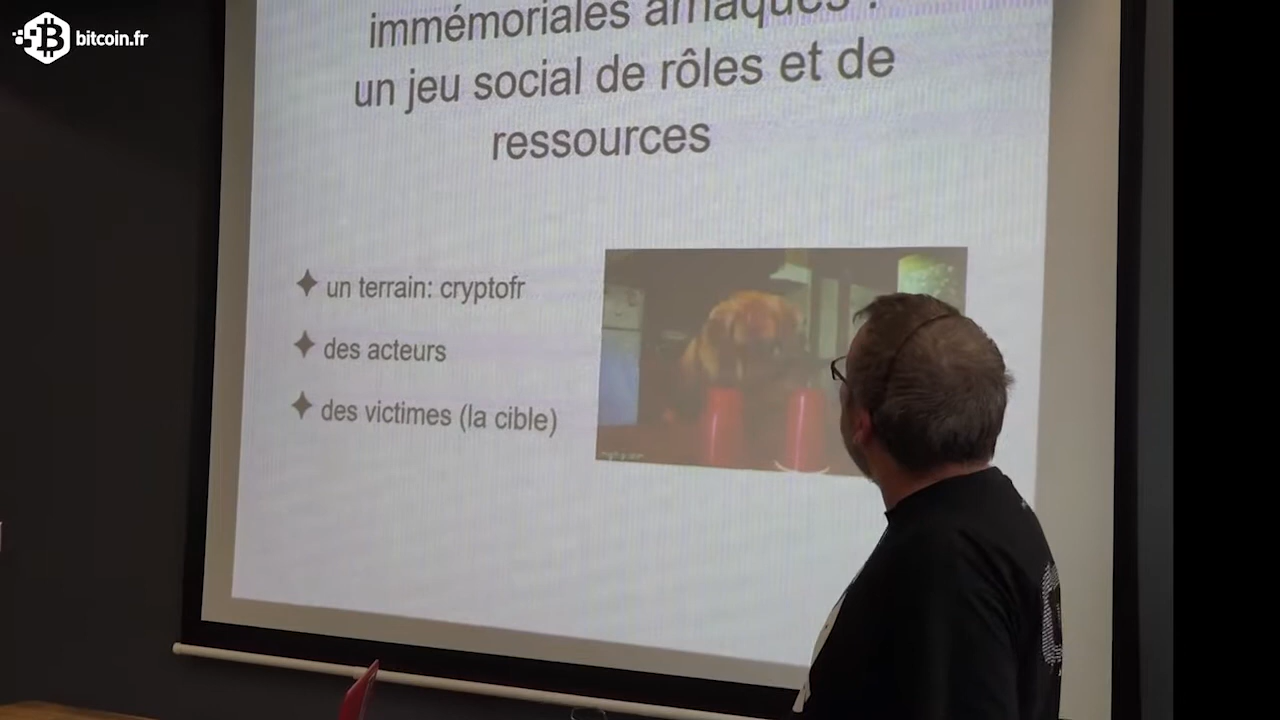 bitcoin.fr
immémoriales arnaques :
un jeu social de rôles et de
ressources
✦ un terrain: cryptofr
✦ des acteurs
✦ des victimes (la cible)